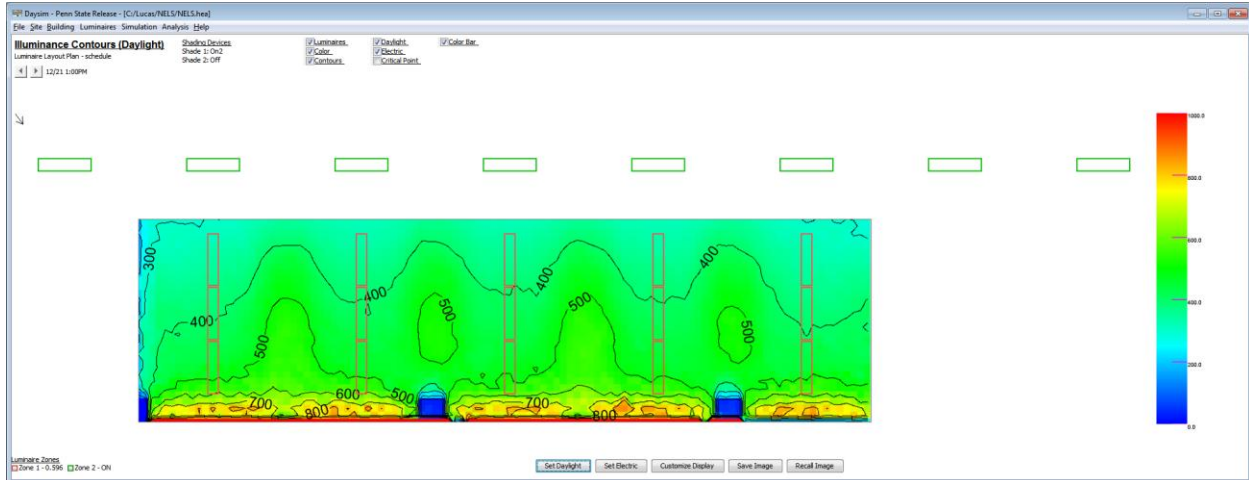 Daysim - Penn State Release - [C:/Lucas/NELS/NELS.hea]
File Site Building Luminaires Simulation Analysis Help
Illuminance Contours (Daylight)
Luminaire Layout Plan - schedule
12/21 1:00PM
Shading Devices
Shade 1: On2
Shade 2: Off
Luminaires Daylight Color Bar
Color Electric
Contours Critical Point
1000.0
800.0
600.0
400.0
200.0
0.0
300
400
400
400
400
500
500
500
500
600
500
700
800
700
800
Luminaire Zones
Zone 1 - 0.596 Zone 2 - ON
Set Daylight Set Electric Customize Display Save Image Recall Image